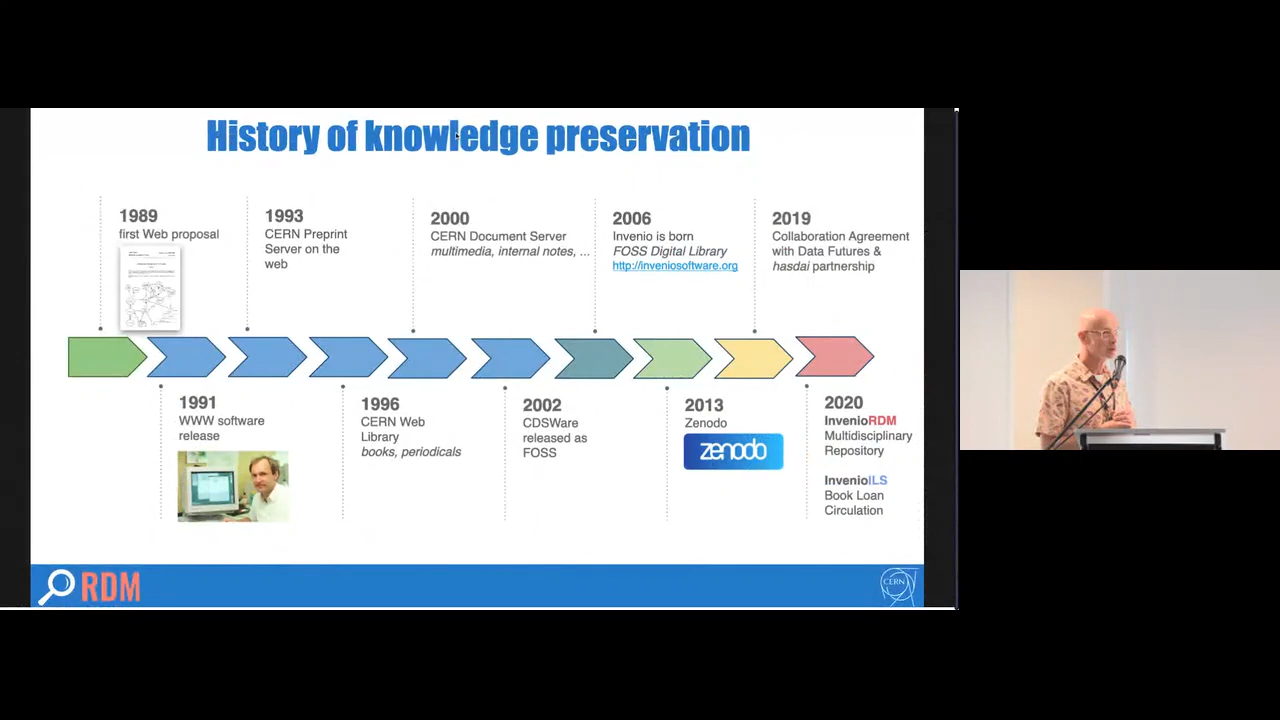 History of knowledge preservation
1989
first Web proposal
1993
CERN Preprint
Server on the
web
2000
CERN Document Server
multimedia, internal notes, ...
2006
Invenio is born
FOSS Digital Library
http://inveniosoftware.org
2019
Collaboration Agreement
with Data Futures &
hasdai partnership
1991
WWW software
release
1996
CERN Web
Library
books, periodicals
2002
CDSWare
released as
FOSS
2013
Zenodo
zenodo
2020
InvenioRDM
Multidisciplinary
Repository
InvenioILS
Book Loan
Circulation
RDM
CERN